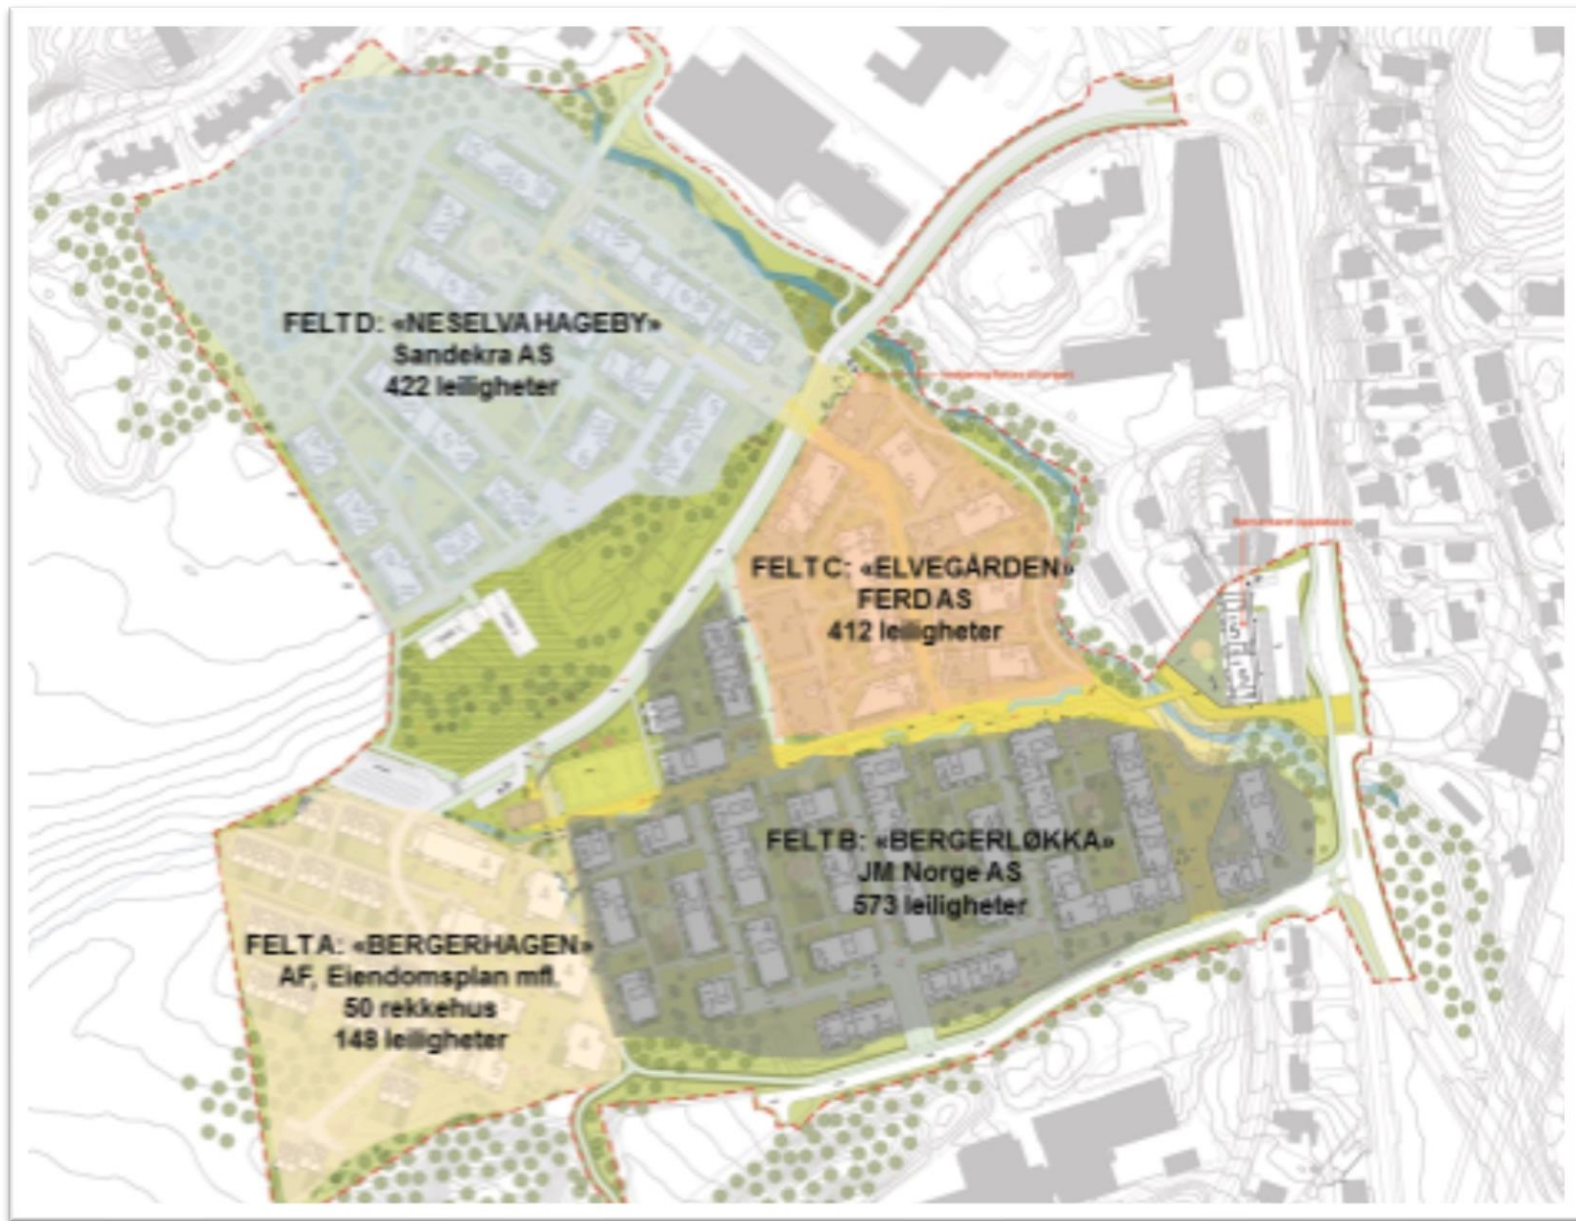 FELT D: «NESELVA HAGEBY»
Sandekra AS
422 leiligheter
FELT C: «ELVEGÅRDEN»
FERD AS
412 leiligheter
FELT B: «BERGERLØKKA»
JM Norge AS
573 leiligheter
FELT A: «BERGERHAGEN»
AF, Eiendomsplan mfl.
50 rekkehus
148 leiligheter